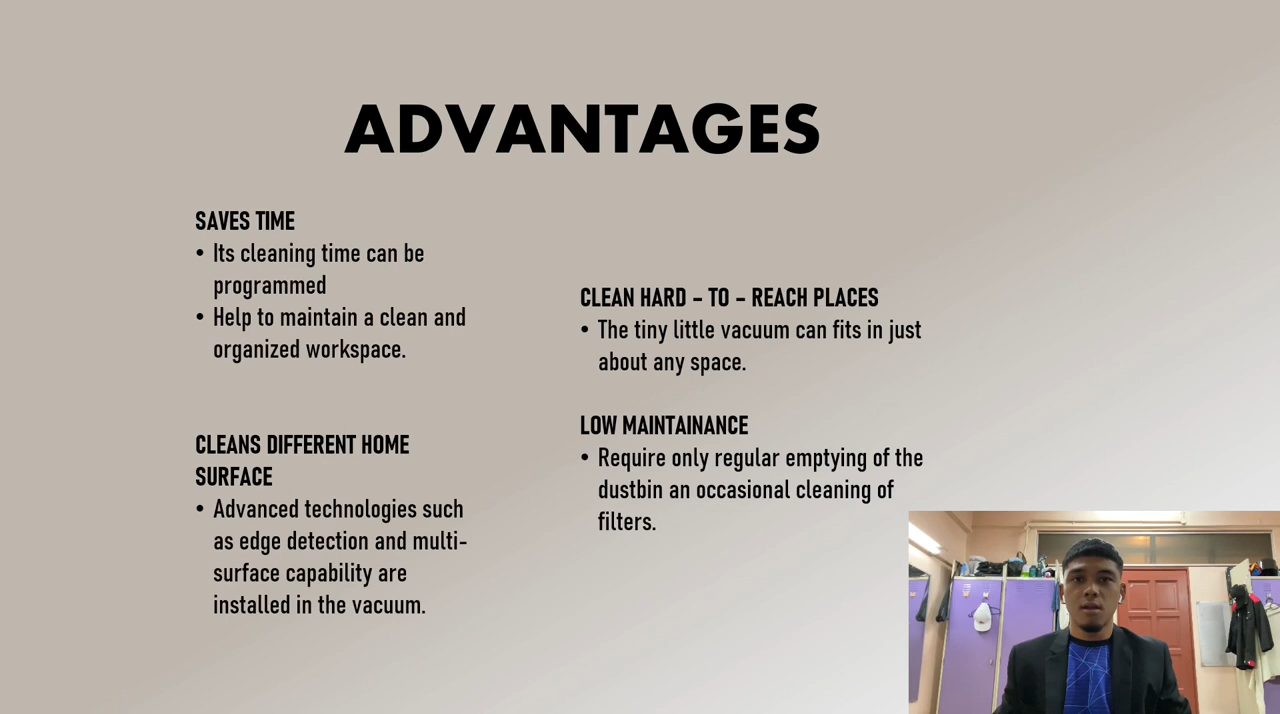 ADVANTAGES
SAVES TIME
• Its cleaning time can be
programmed
• Help to maintain a clean and
organized workspace.
CLEANS DIFFERENT HOME
SURFACE
• Advanced technologies such
as edge detection and multi-
surface capability are
installed in the vacuum.
CLEAN HARD – TO – REACH PLACES
• The tiny little vacuum can fits in just
about any space.
LOW MAINTAINANCE
• Require only regular emptying of the
dustbin an occasional cleaning of
filters.